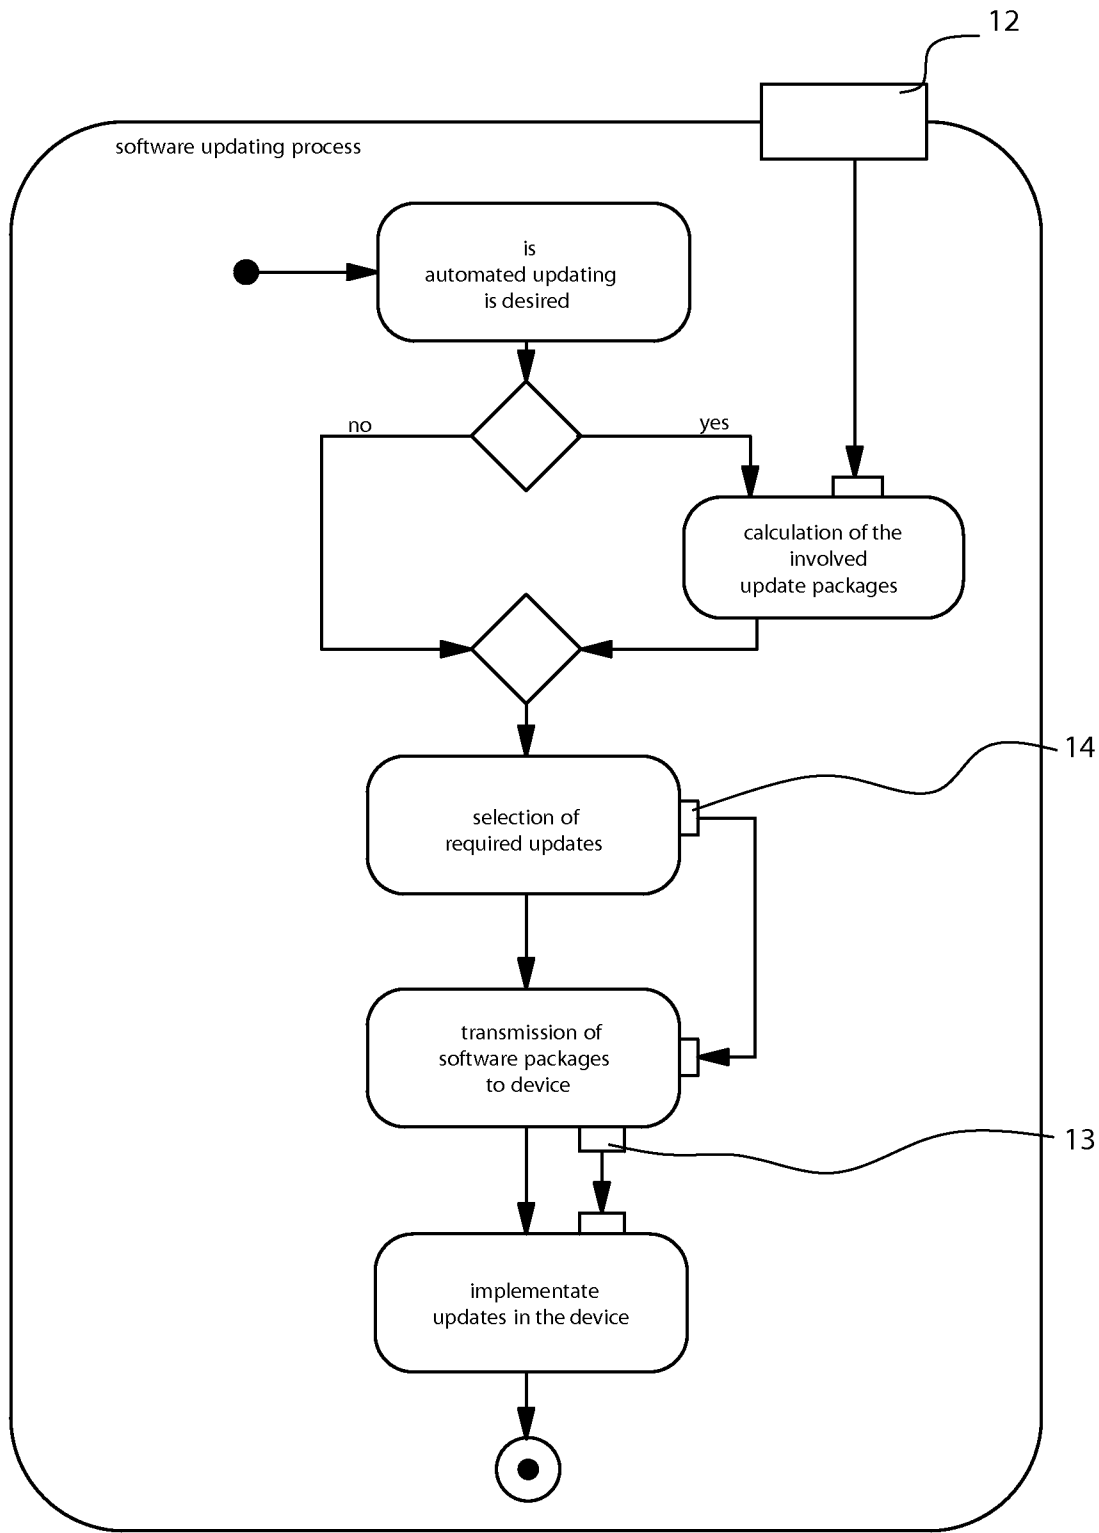 12
software updating process
is
automated updating
is desired
no
yes
calculation of the
involved
update packages
14
selection of
required updates
transmission of
software packages
to device
13
implementate
updates in the device